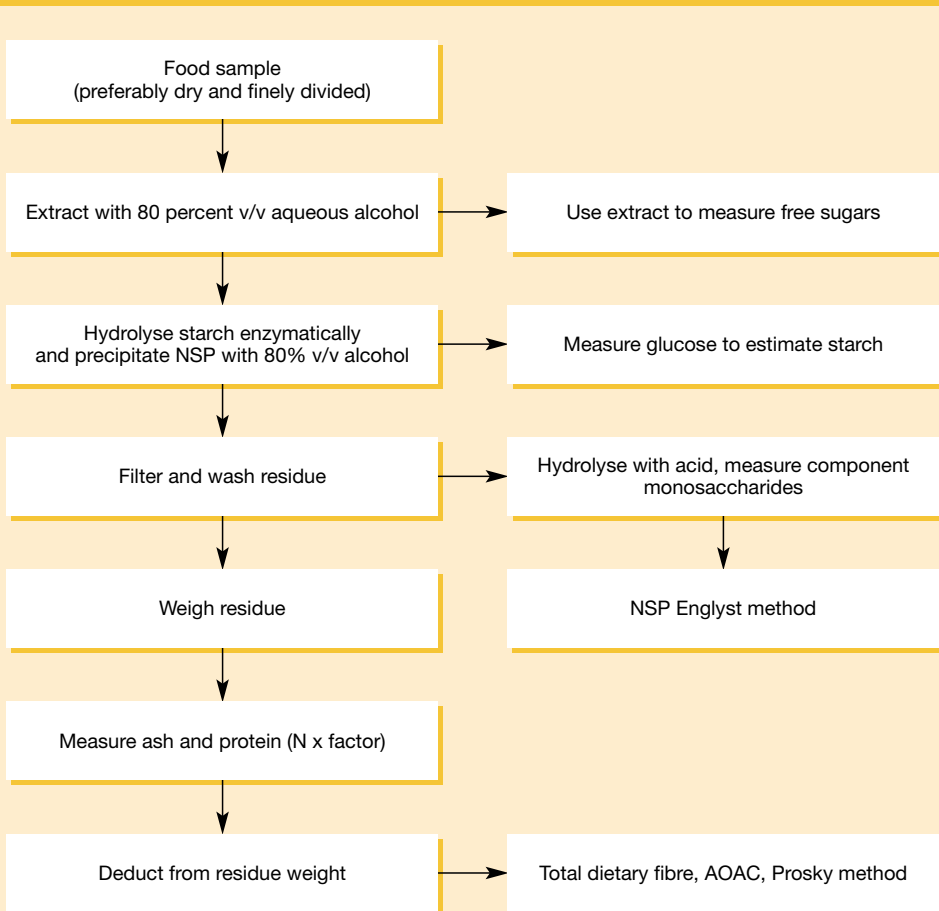 Food sample
(preferably dry and finely divided)
Extract with 80 percent v/v aqueous alcohol
Use extract to measure free sugars
Hydrolyse starch enzymatically
and precipitate NSP with 80% v/v alcohol
Measure glucose to estimate starch
Filter and wash residue
Hydrolyse with acid, measure component
monosaccharides
Weigh residue
NSP Englyst method
Measure ash and protein (N x factor)
Deduct from residue weight
Total dietary fibre, AOAC, Prosky method